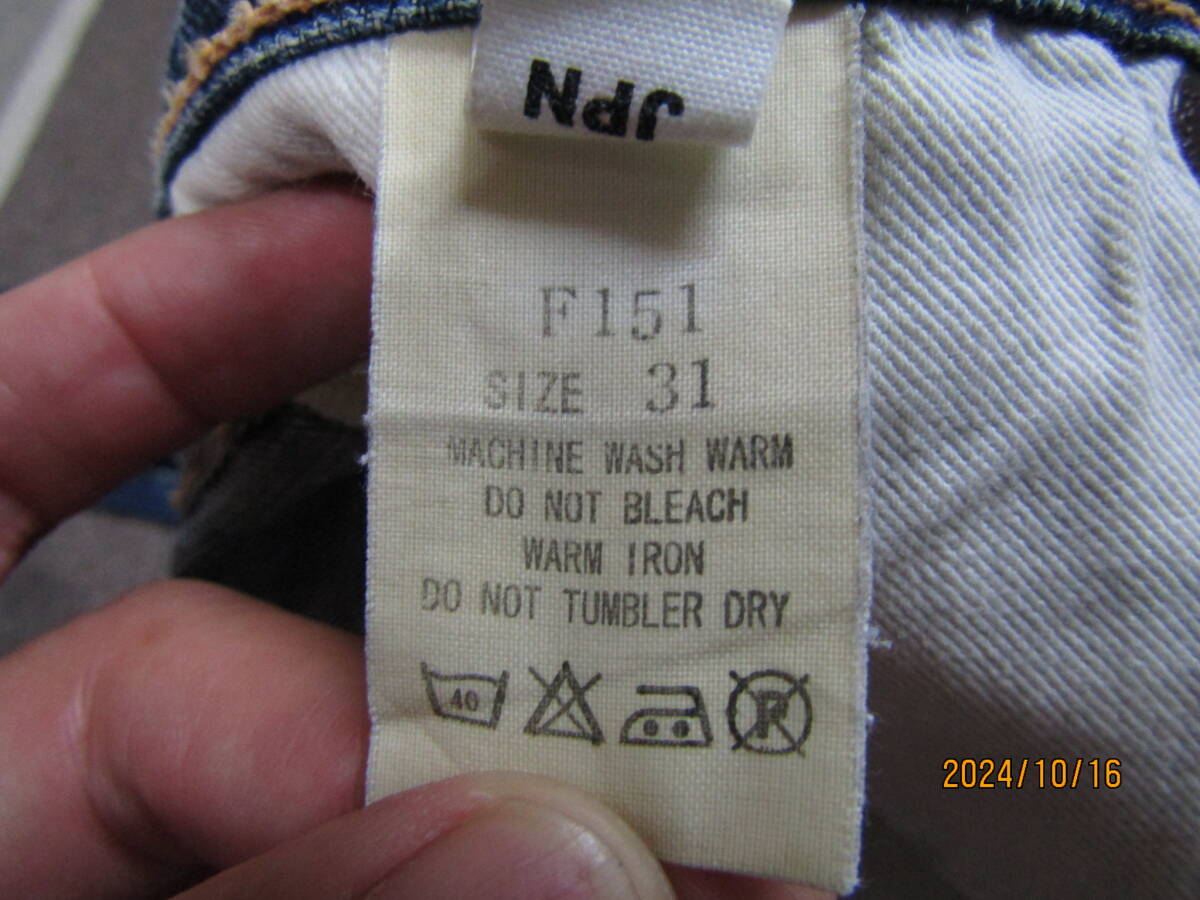 JPN
F151
SIZE 31
MACHINE WASH WARM
DO NOT BLEACH
WARM IRON
DO NOT TUMBLER DRY
40
P
2024/10/16